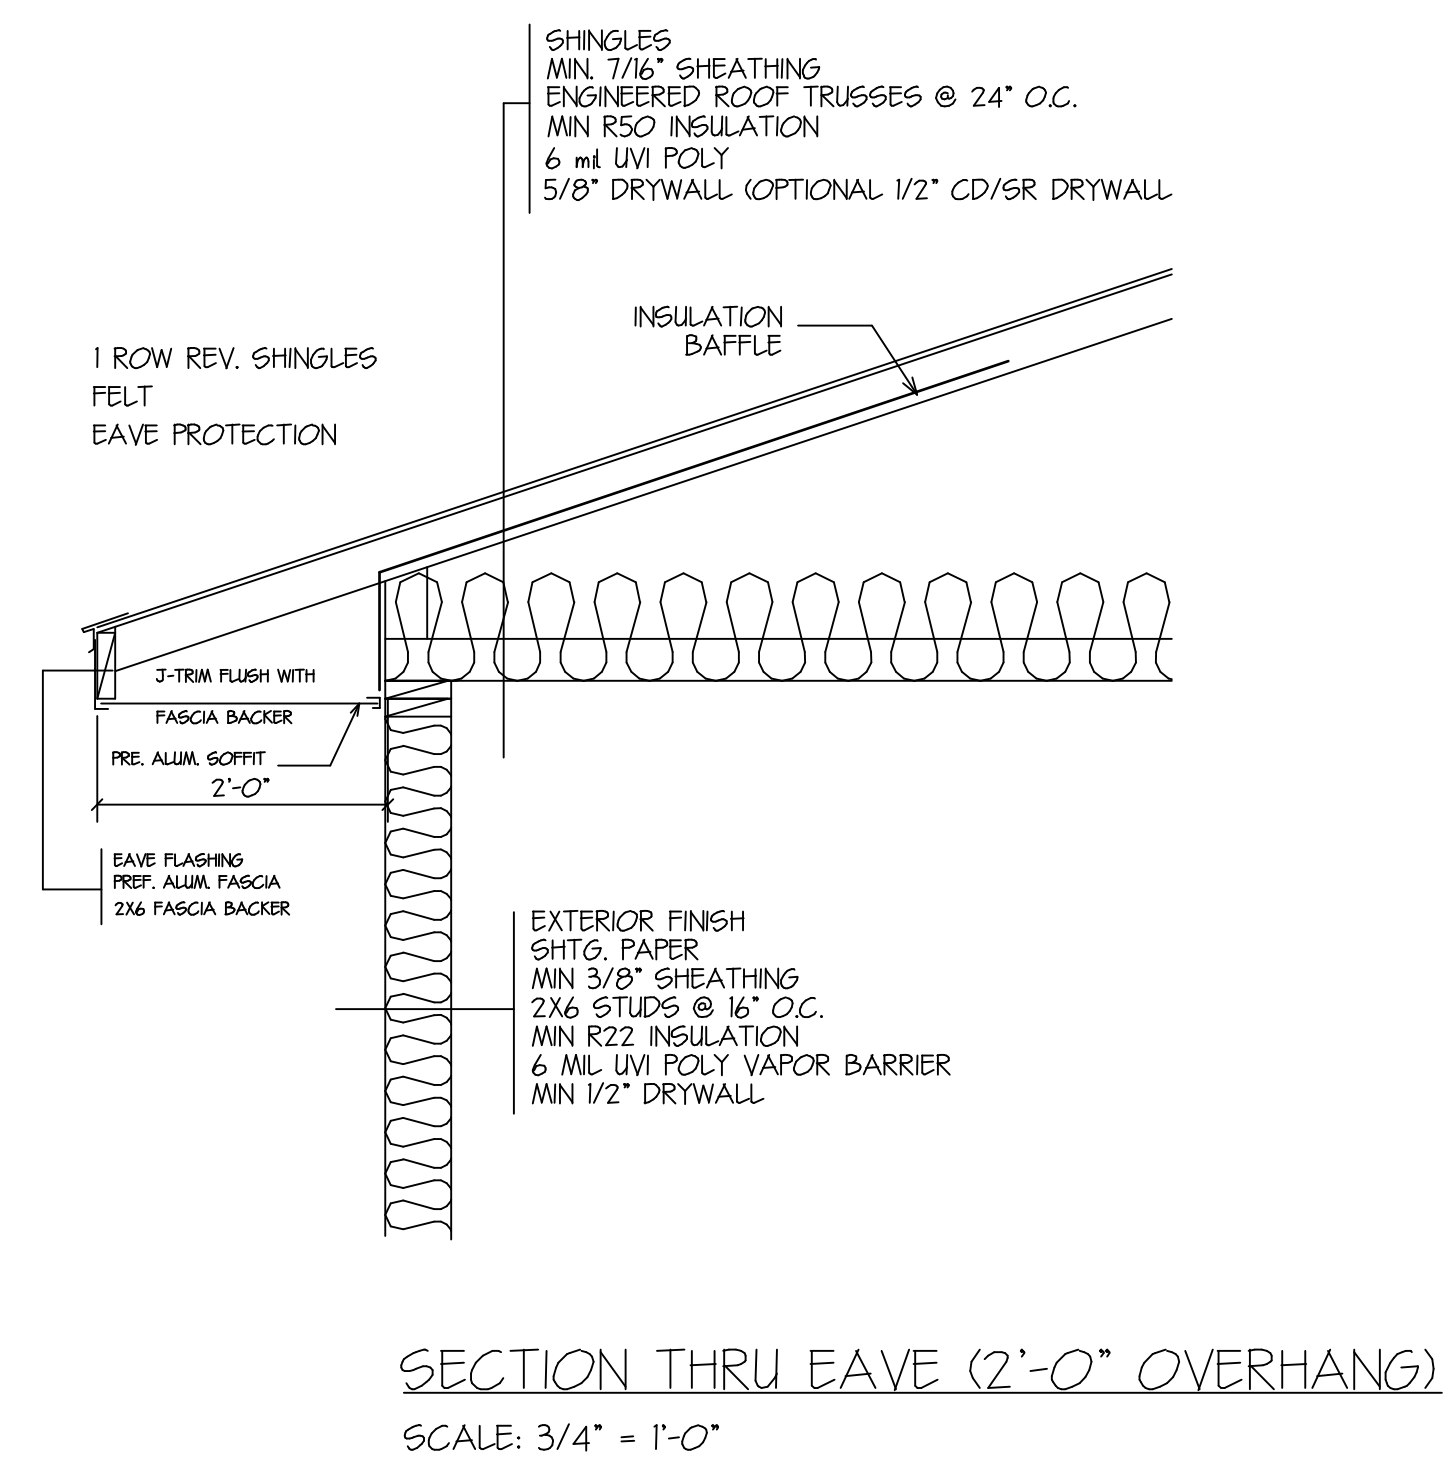 SHINGLES
MIN. 7/16" SHEATHING
ENGINEERED ROOF TRUSSES @ 24" O.C.
MIN R50 INSULATION
6 mil UVI POLY
5/8" DRYWALL (OPTIONAL 1/2" CD/SR DRYWALL
INSULATION
BAFFLE
1 ROW REV. SHINGLES
FELT
EAVE PROTECTION
J-TRIM FLUSH WITH
FASCIA BACKER
PRE. ALUM. SOFFIT
2'-0"
EAVE FLASHING
PREF. ALUM. FASCIA
2X6 FASCIA BACKER
EXTERIOR FINISH
SHTG. PAPER
MIN 3/8" SHEATHING
2X6 STUDS @ 16" O.C.
MIN R22 INSULATION
6 MIL UVI POLY VAPOR BARRIER
MIN 1/2" DRYWALL
SECTION THRU EAVE (2'-0" OVERHANG)
SCALE: 3/4" = 1'-0"